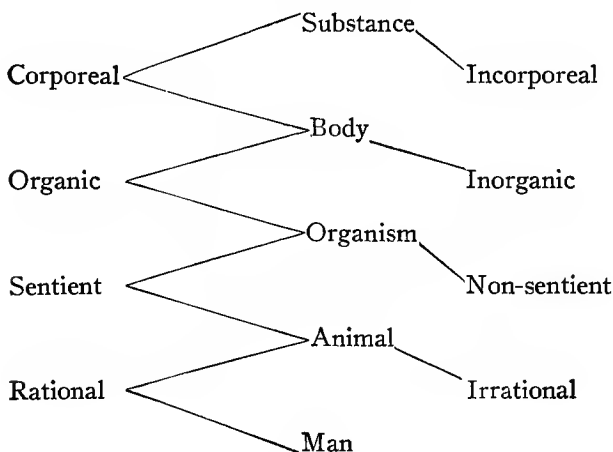 Substance
Corporeal Incorporeal
Body
Organic Inorganic
Organism
Sentient Non-sentient
Animal
Rational Irrational
Man